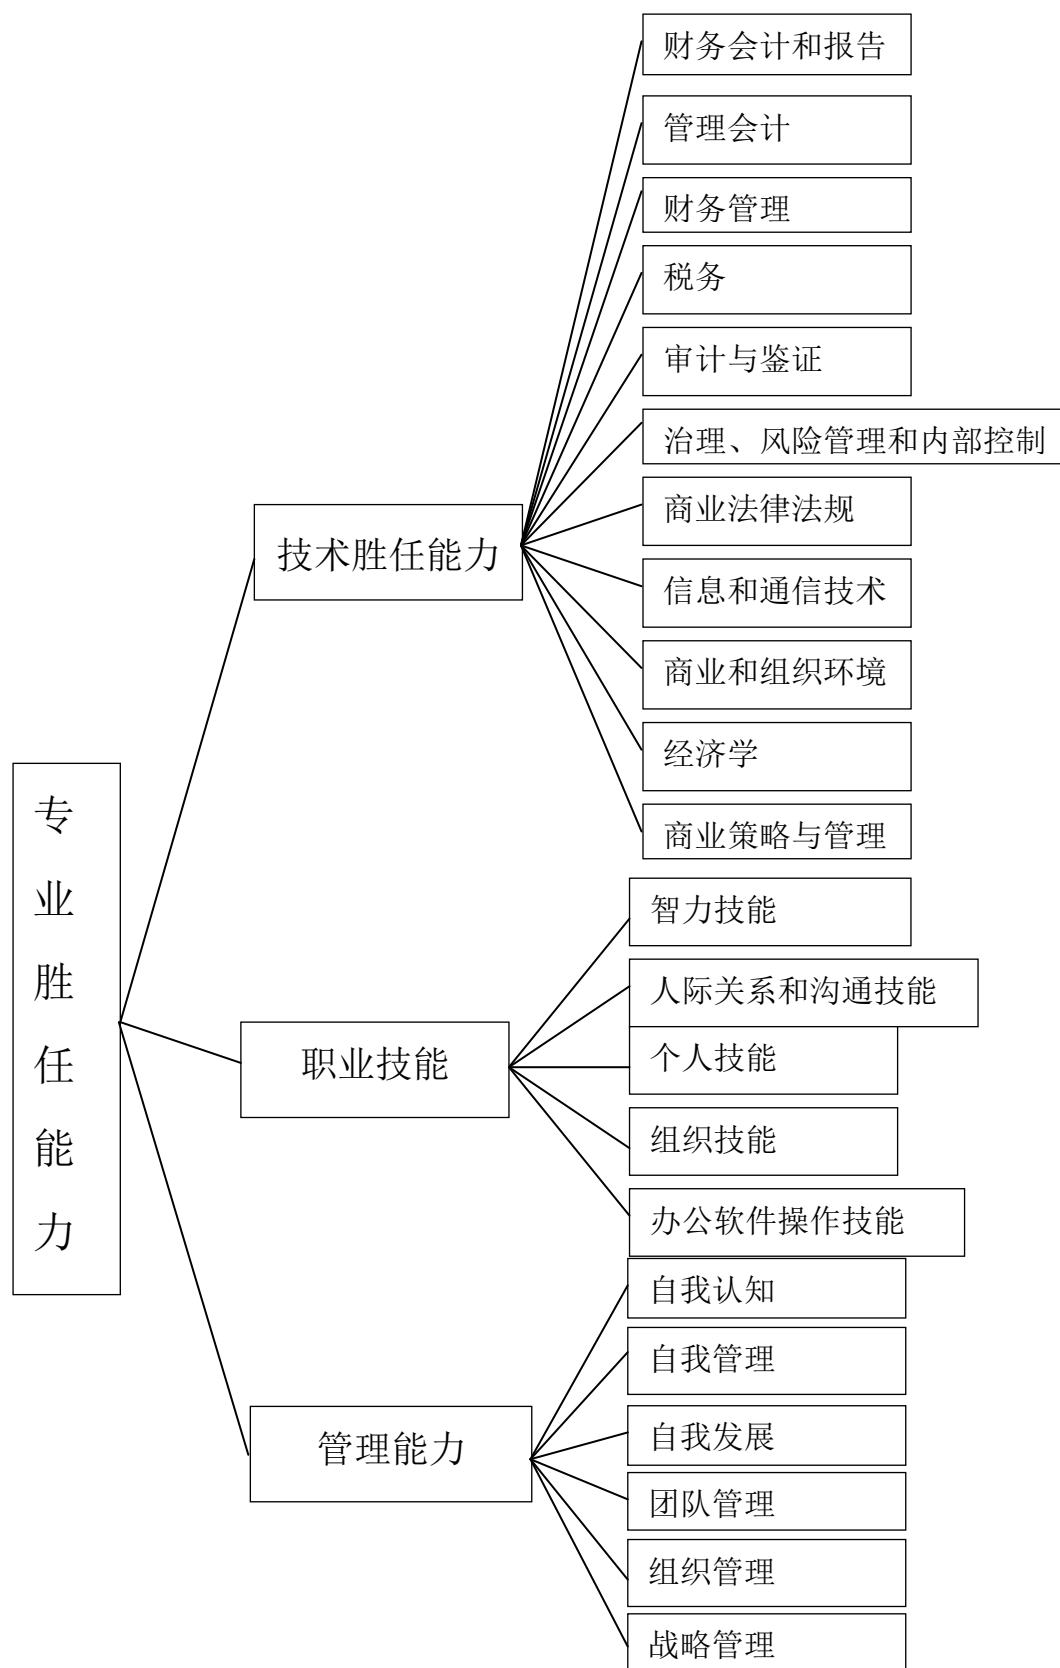 专业胜任能力
技术胜任能力
财务会计和报告
管理会计
财务管理
税务
审计与鉴证
治理、风险管理和内部控制
商业法律法规
信息和通信技术
商业和组织环境
经济学
商业策略与管理
职业技能
智力技能
人际关系和沟通技能
个人技能
组织技能
办公软件操作技能
管理能力
自我认知
自我管理
自我发展
团队管理
组织管理
战略管理